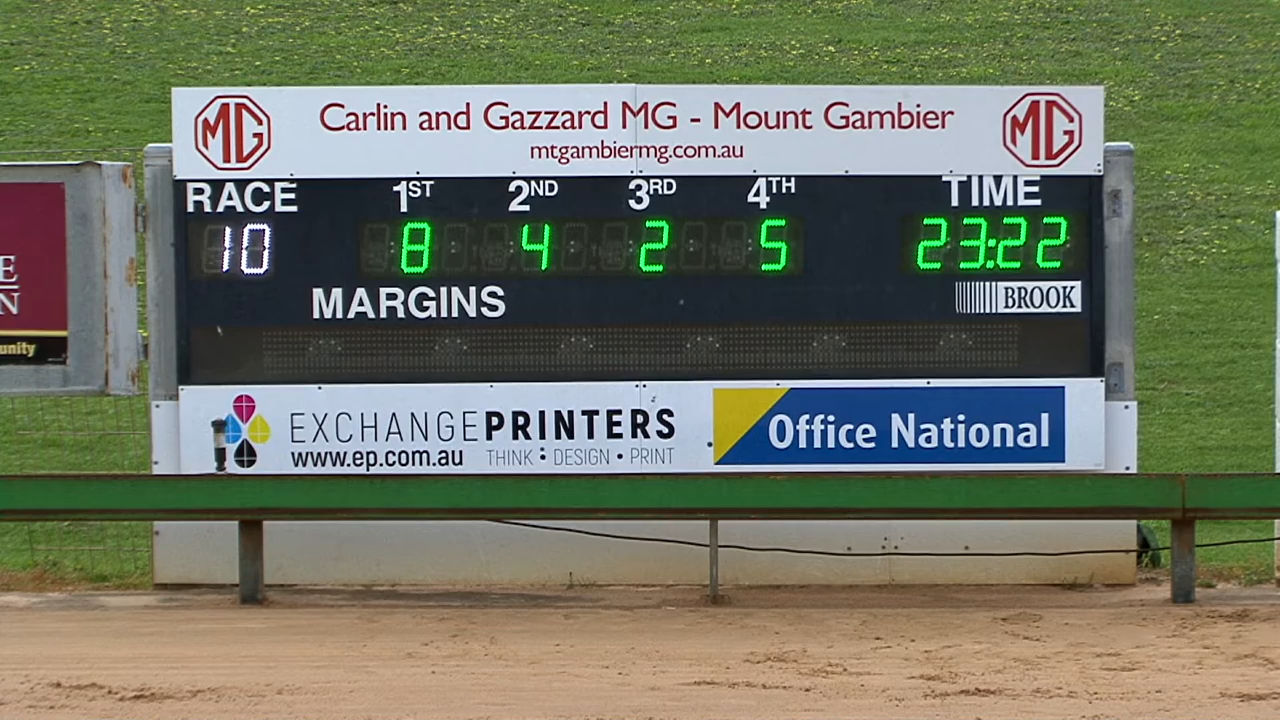 MG Carlin and Gazzard MG - Mount Gambier MG
mtgambiermg.com.au
RACE 1ST 2ND 3RD 4TH TIME
10 8 4 2 5 23:22
MARGINS BROOK
E
N
unity
EXCHANGEPRINTERS
www.ep.com.au THINK : DESIGN • PRINT
Office National